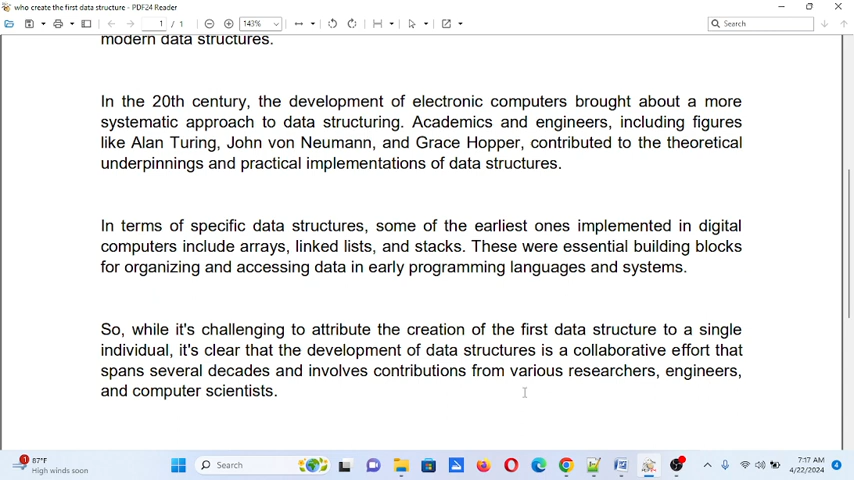 who create the first data structure - PDF24 Reader
1 / 1
143%
Search
modern data structures.
In the 20th century, the development of electronic computers brought about a more
systematic approach to data structuring. Academics and engineers, including figures
like Alan Turing, John von Neumann, and Grace Hopper, contributed to the theoretical
underpinnings and practical implementations of data structures.
In terms of specific data structures, some of the earliest ones implemented in digital
computers include arrays, linked lists, and stacks. These were essential building blocks
for organizing and accessing data in early programming languages and systems.
So, while it's challenging to attribute the creation of the first data structure to a single
individual, it's clear that the development of data structures is a collaborative effort that
spans several decades and involves contributions from various researchers, engineers,
and computer scientists.
1
87°F
High winds soon
Search
7:17 AM
4/22/2024
4